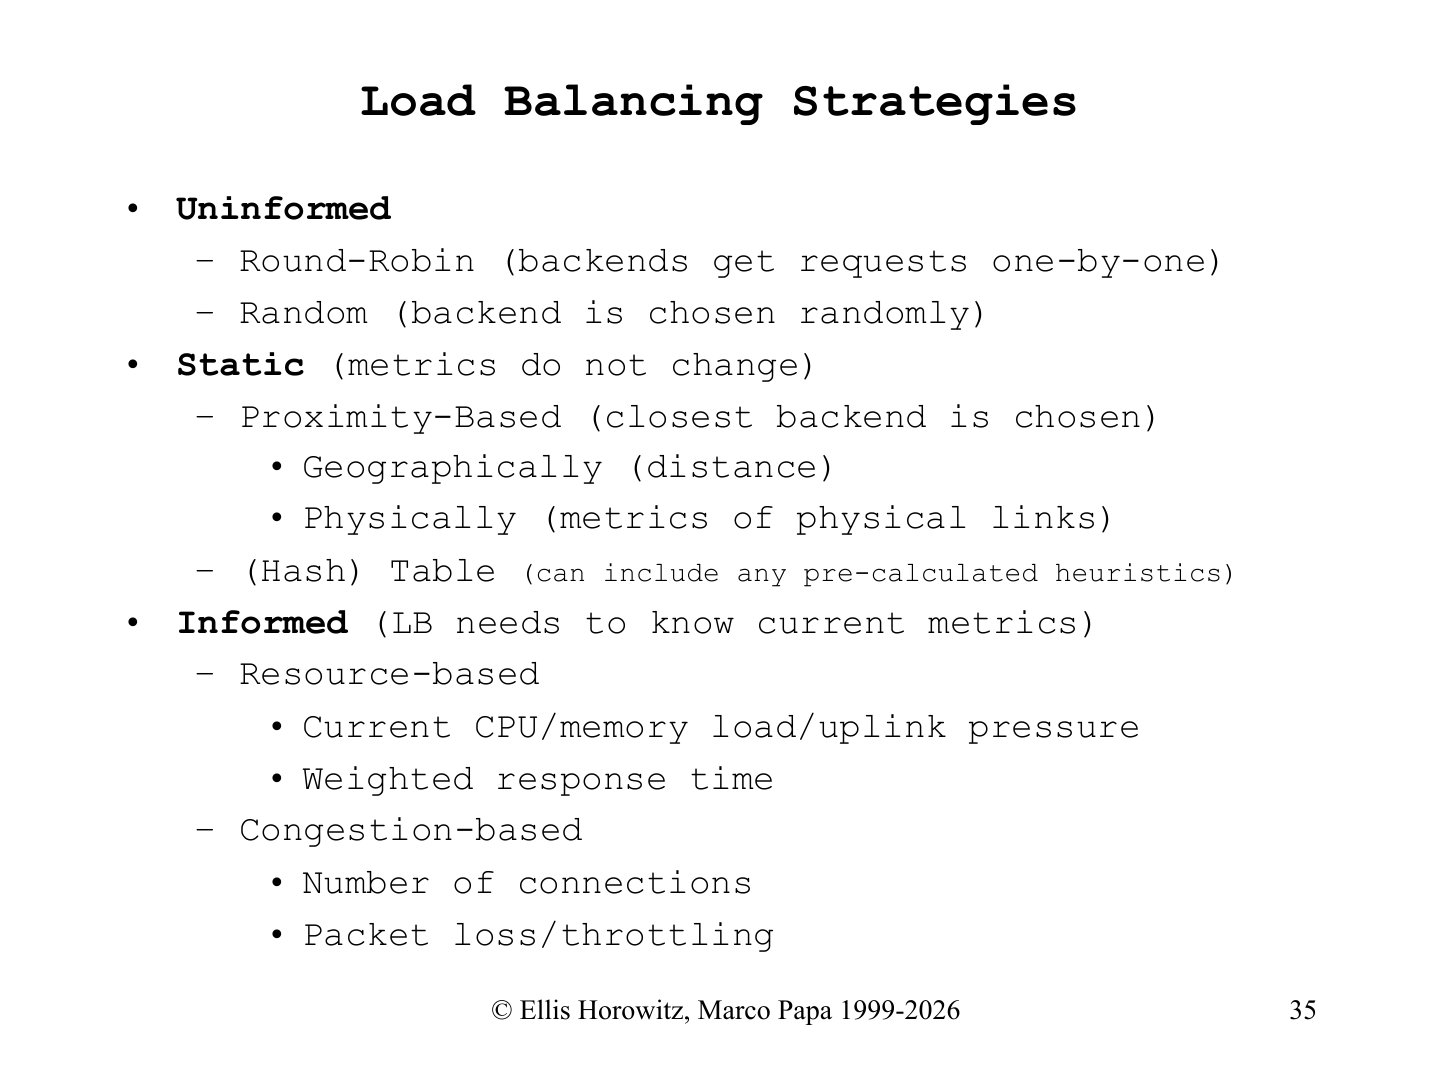 Load Balancing Strategies
• Uninformed
– Round-Robin (backends get requests one-by-one)
– Random (backend is chosen randomly)
• Static (metrics do not change)
– Proximity-Based (closest backend is chosen)
• Geographically (distance)
• Physically (metrics of physical links)
– (Hash) Table (can include any pre-calculated heuristics)
• Informed (LB needs to know current metrics)
– Resource-based
• Current CPU/memory load/uplink pressure
• Weighted response time
– Congestion-based
• Number of connections
• Packet loss/throttling
© Ellis Horowitz, Marco Papa 1999-2026 35